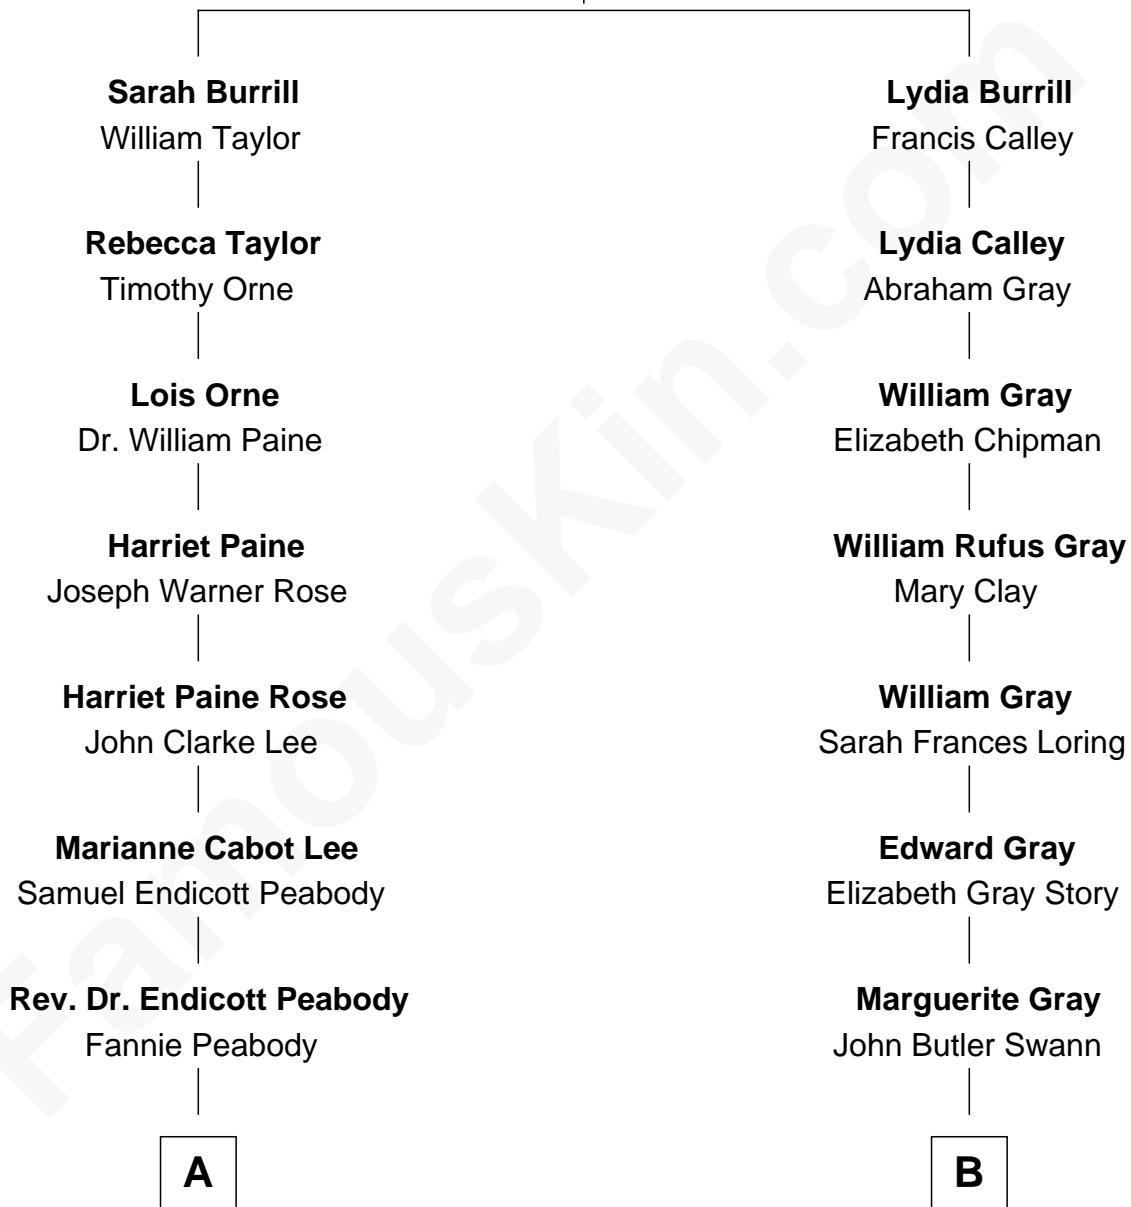 Sarah Burrill
William Taylor
Rebecca Taylor
Timothy Orne
Lois Orne
Dr. William Paine
Harriet Paine
Joseph Warner Rose
Harriet Paine Rose
John Clarke Lee
Marianne Cabot Lee
Samuel Endicott Peabody
Rev. Dr. Endicott Peabody
Fannie Peabody
A
Lydia Burrill
Francis Calley
Lydia Calley
Abraham Gray
William Gray
Elizabeth Chipman
William Rufus Gray
Mary Clay
William Gray
Sarah Frances Loring
Edward Gray
Elizabeth Gray Story
Marguerite Gray
John Butler Swann
B
FamousKin.com